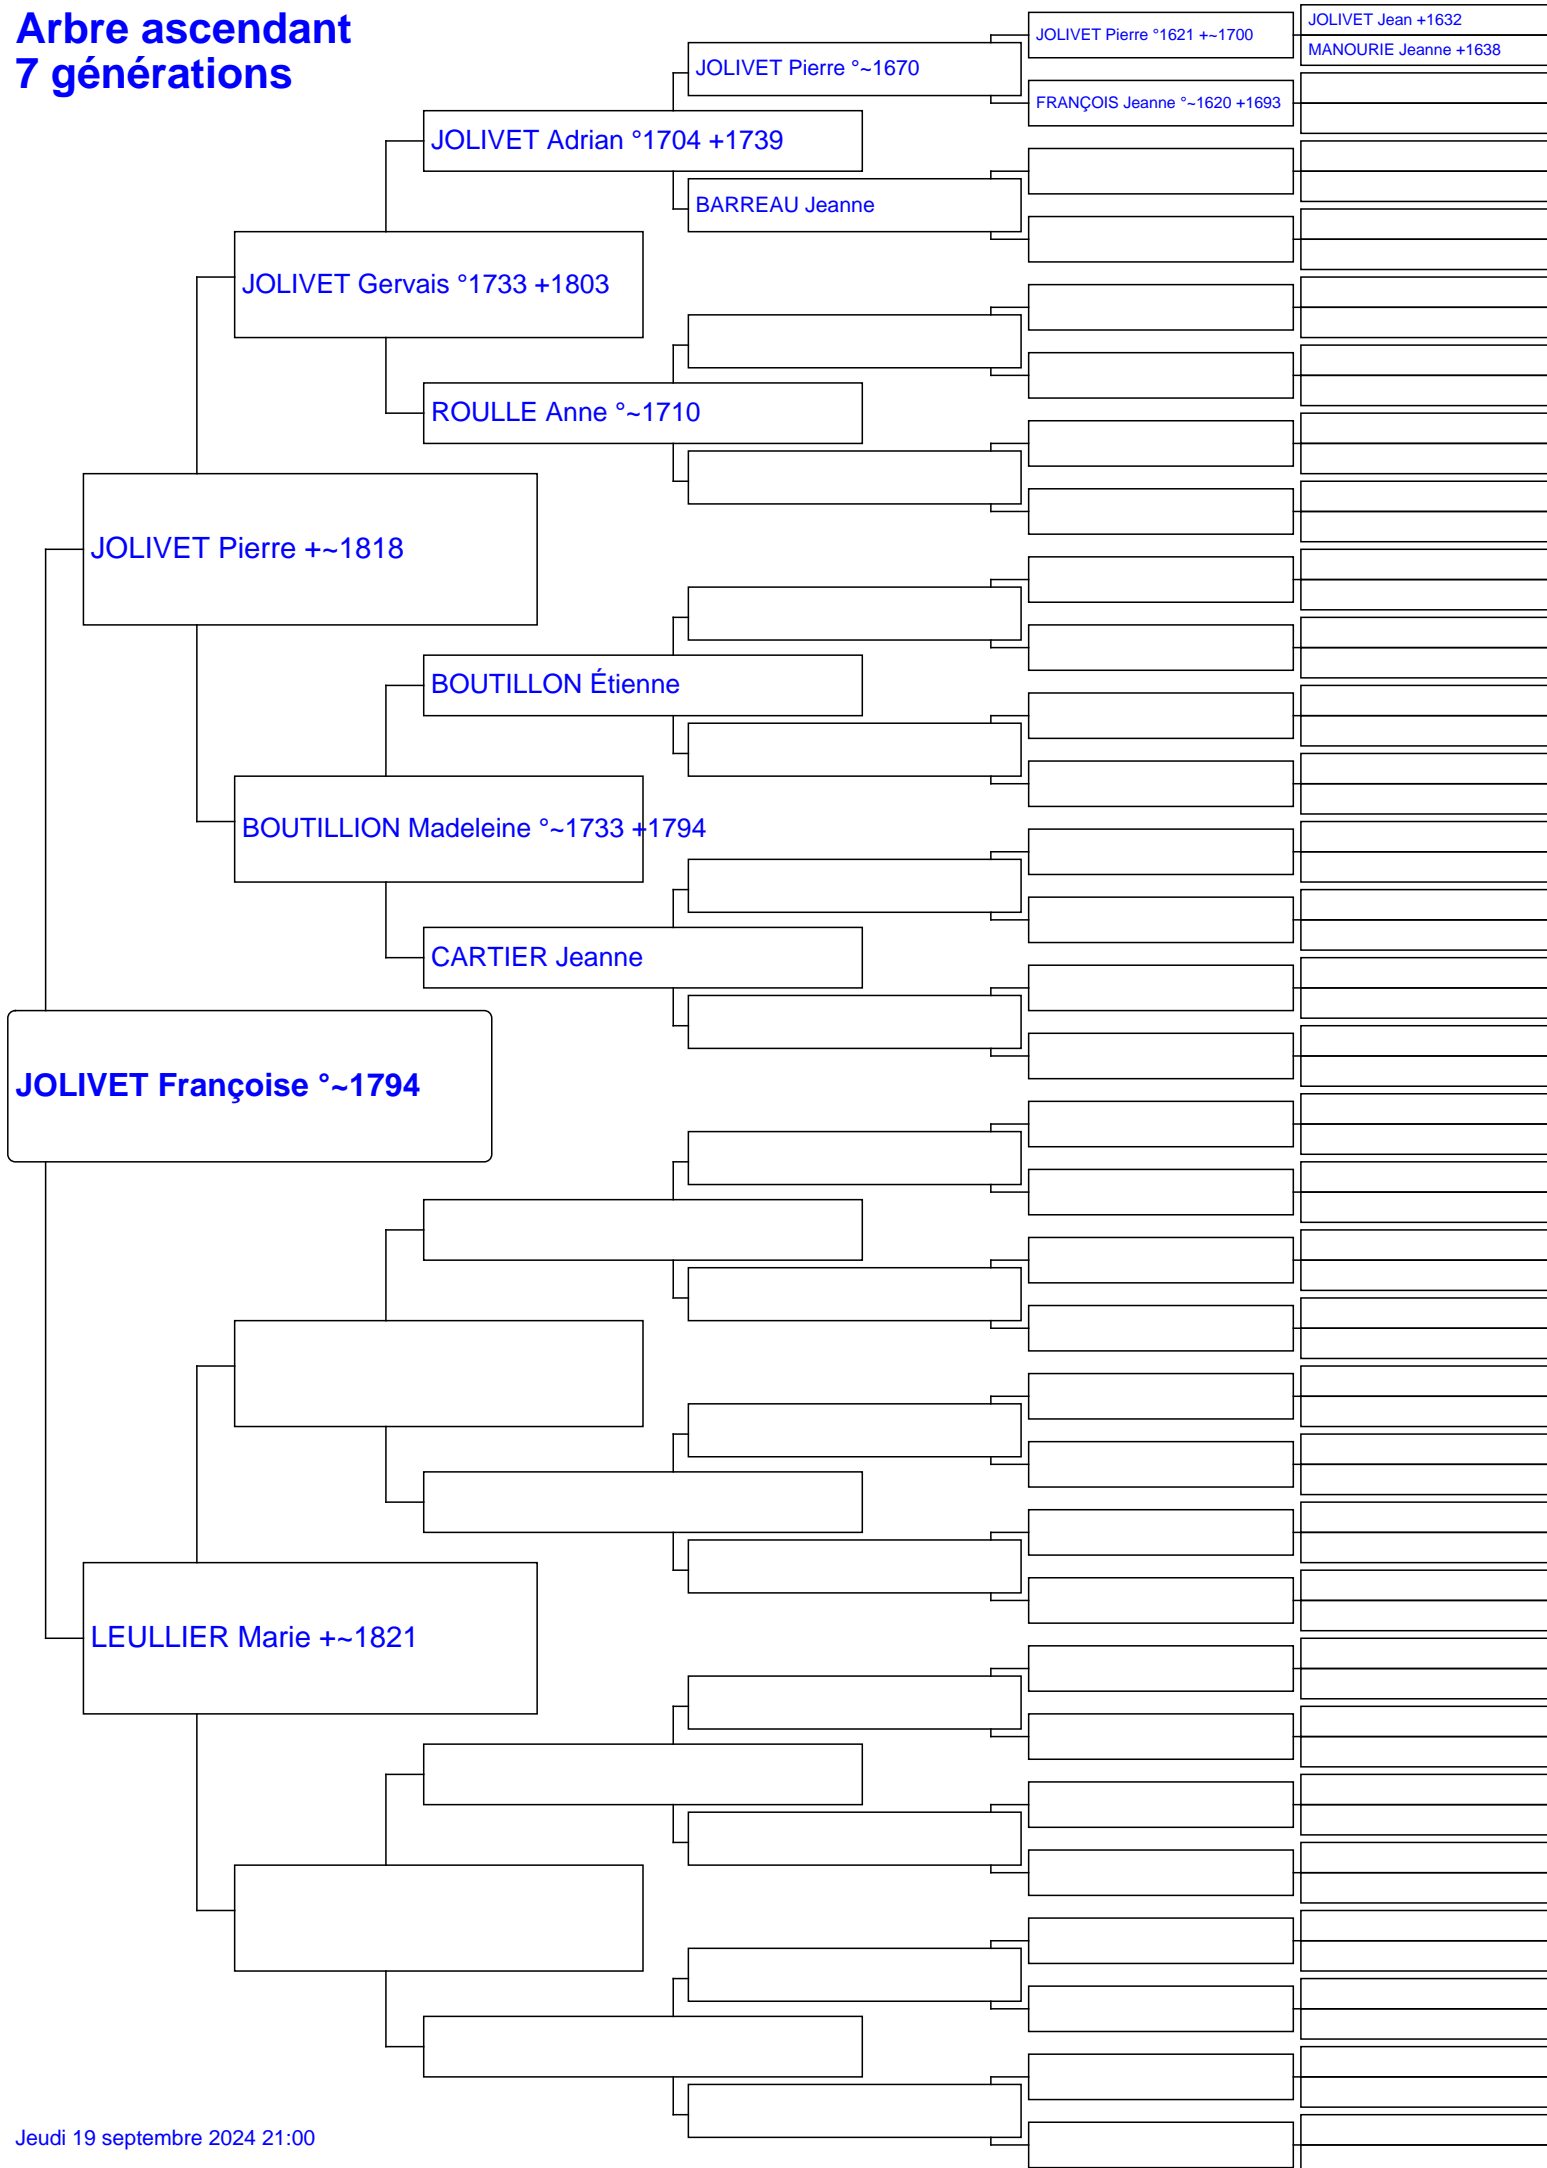 Arbre ascendant
7 générations
JOLIVET Jean +1632
MANOURIE Jeanne +1638
JOLIVET Pierre °1621 +~1700
JOLIVET Pierre °~1670
FRANÇOIS Jeanne °~1620 +1693
JOLIVET Adrian °1704 +1739
BARREAU Jeanne
JOLIVET Gervais °1733 +1803
ROULLE Anne °~1710
JOLIVET Pierre +~1818
BOUTILLON Étienne
BOUTILLION Madeleine °~1733 +1794
CARTIER Jeanne
JOLIVET Françoise °~1794
LEULLIER Marie +~1821
Jeudi 19 septembre 2024 21:00